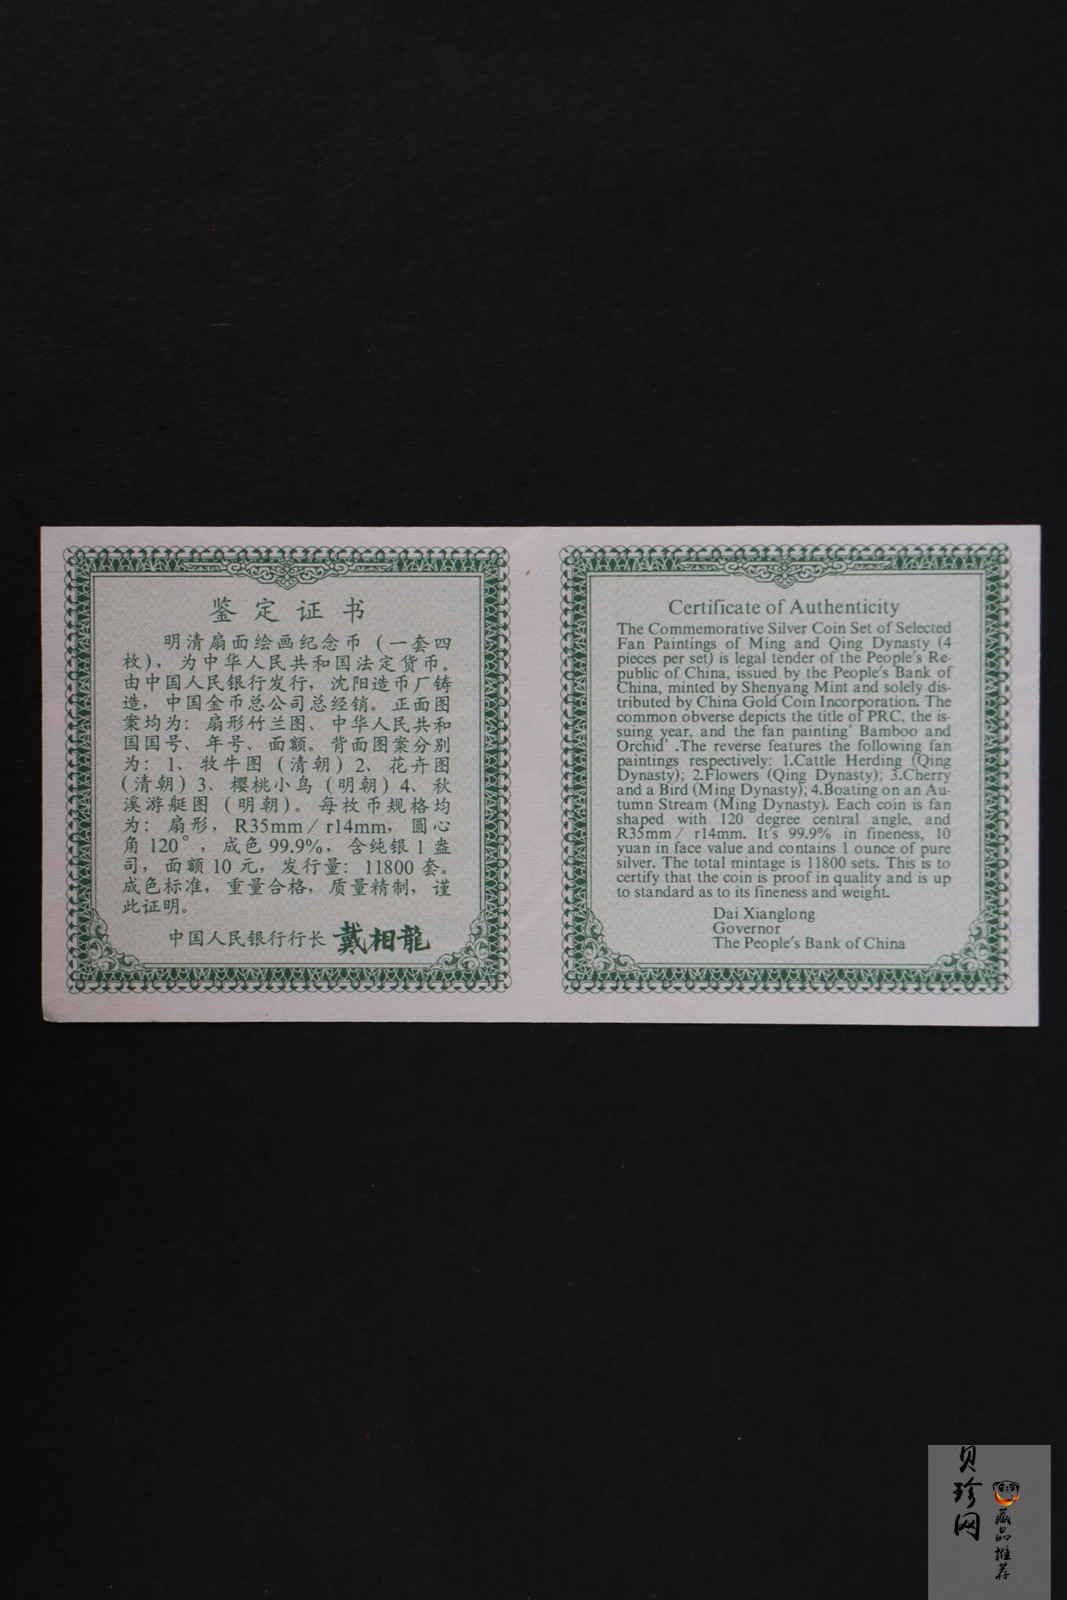 鉴定证书
明清扇面绘画纪念币（一套四
枚），为中华人民共和国法定货币。
由中国人民银行发行，沈阳造币厂铸
造，中国金币总公司总经销。正面图
案均为：扇形竹兰图、中华人民共和
国国号、年号、面额。背面图案分别
为：1、牧牛图（清朝）2、花卉图
（清朝）3、樱桃小鸟（明朝）4、秋
溪游艇图（明朝）。每枚币规格均
为：扇形，R35mm／r14mm，圆心
角120°，成色99.9%，含纯银1盎
司，面额10元，发行量：11800套。
成色标准，重量合格，质量精制，谨
此证明。
中国人民银行行长 戴相龍
Certificate of Authenticity
The Commemorative Silver Coin Set of Selected
Fan Paintings of Ming and Qing Dynasty (4
pieces per set) is legal tender of the People's Re-
public of China, issued by the People's Bank of
China, minted by Shenyang Mint and solely dis-
tributed by China Gold Coin Incorporation. The
common obverse depicts the title of PRC, the is-
suing year, and the fan painting' Bamboo and
Orchid' .The reverse features the following fan
paintings respectively: 1.Cattle Herding (Qing
Dynasty); 2.Flowers (Qing Dynasty); 3.Cherry
and a Bird (Ming Dynasty); 4.Boating on an Au-
tumn Stream (Ming Dynasty). Each coin is fan
shaped with 120 degree central angle, and
R35mm/ r14mm. It's 99.9% in fineness, 10
yuan in face value and contains 1 ounce of pure
silver. The total mintage is 11800 sets. This is to
certify that the coin is proof in quality and is up
to standard as to its fineness and weight.
Dai Xianglong
Governor
The People's Bank of China
贝珍网
藏品推荐